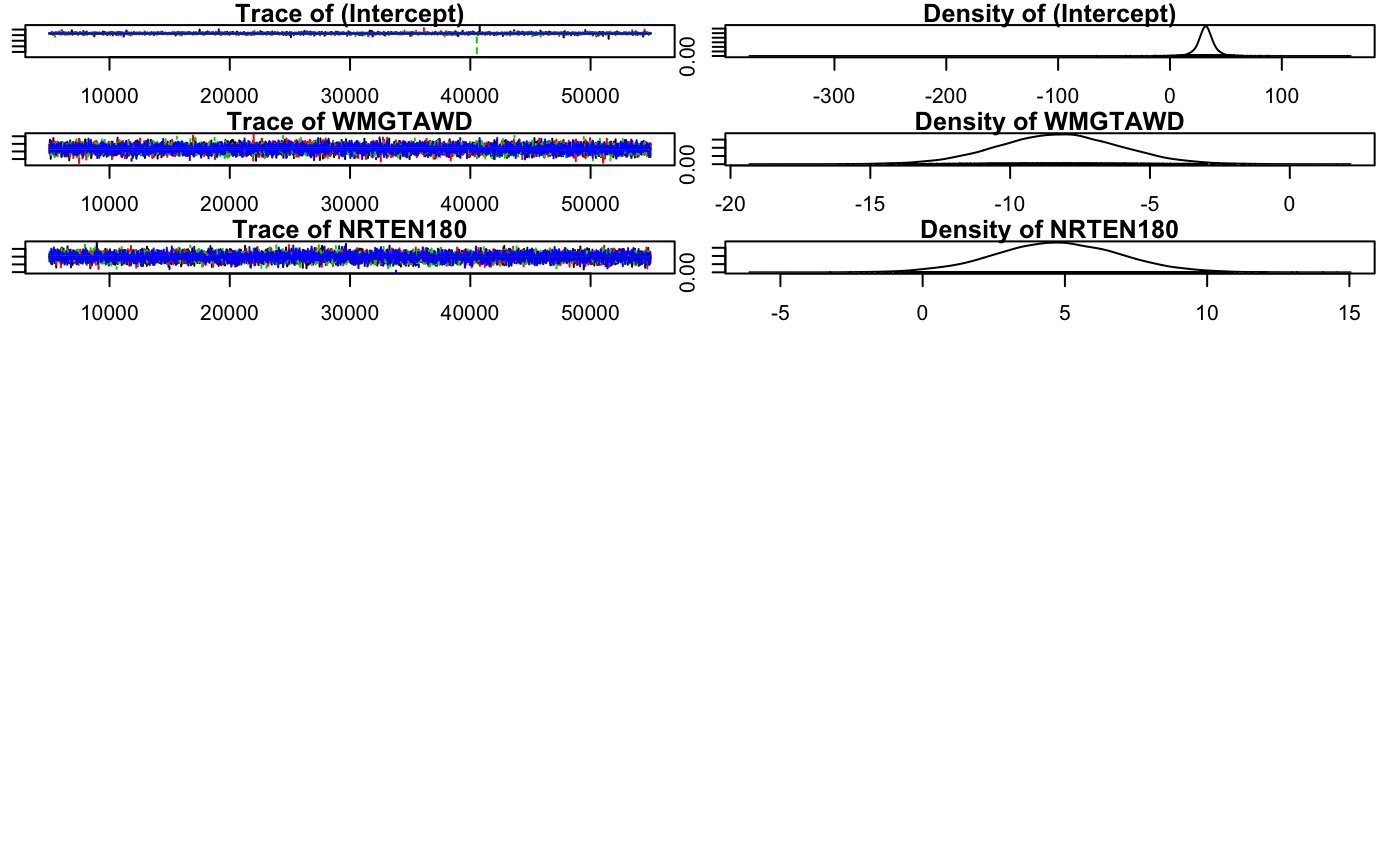 Trace of (Intercept)
Density of (Intercept)
0.00
10000 20000 30000 40000 50000
-300 -200 -100 0 100
Trace of WMGTAWD
Density of WMGTAWD
0.00
10000 20000 30000 40000 50000
-20 -15 -10 -5 0
Trace of NRTEN180
Density of NRTEN180
0.00
10000 20000 30000 40000 50000
-5 0 5 10 15